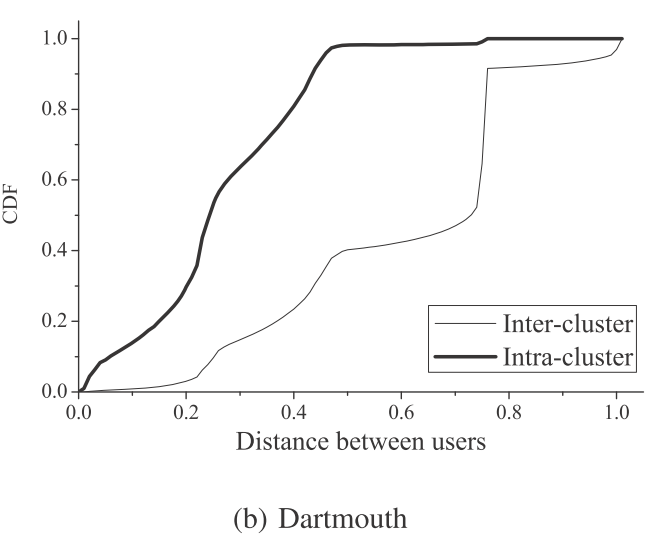 1.0
0.8
0.6
0.4
0.2
0.0
CDF
0.0 0.2 0.4 0.6 0.8 1.0
Distance between users
Inter-cluster
Intra-cluster
(b) Dartmouth